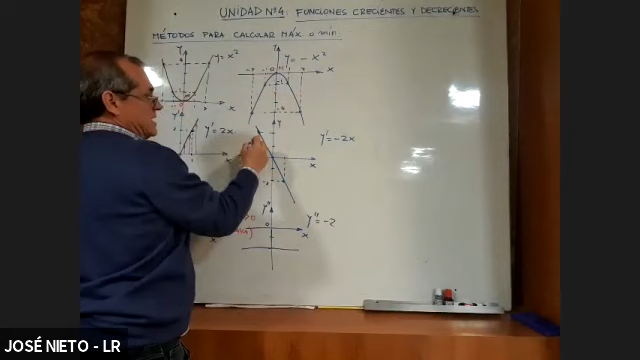 UNIDAD Nº4: FUNCIONES CRECIENTES Y DECRECIENTES
MÉTODOS PARA CALCULAR MÁX. o mín.
y = x²
y = -x²
y' = 2x
y' = -2x
y'' = -2
JOSÉ NIETO - LR